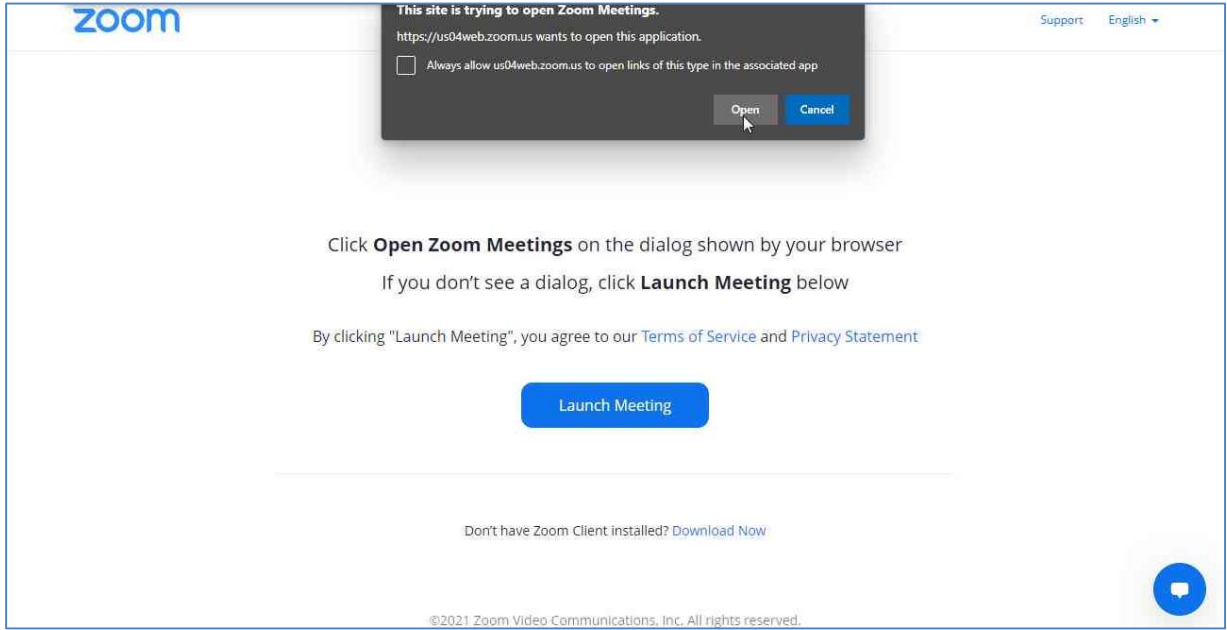 zoom
Support English
This site is trying to open Zoom Meetings.
https://us04web.zoom.us wants to open this application.
Always allow us04web.zoom.us to open links of this type in the associated app
Open Cancel
Click Open Zoom Meetings on the dialog shown by your browser
If you don't see a dialog, click Launch Meeting below
By clicking "Launch Meeting", you agree to our Terms of Service and Privacy Statement
Launch Meeting
Don't have Zoom Client installed? Download Now
©2021 Zoom Video Communications, Inc. All rights reserved.